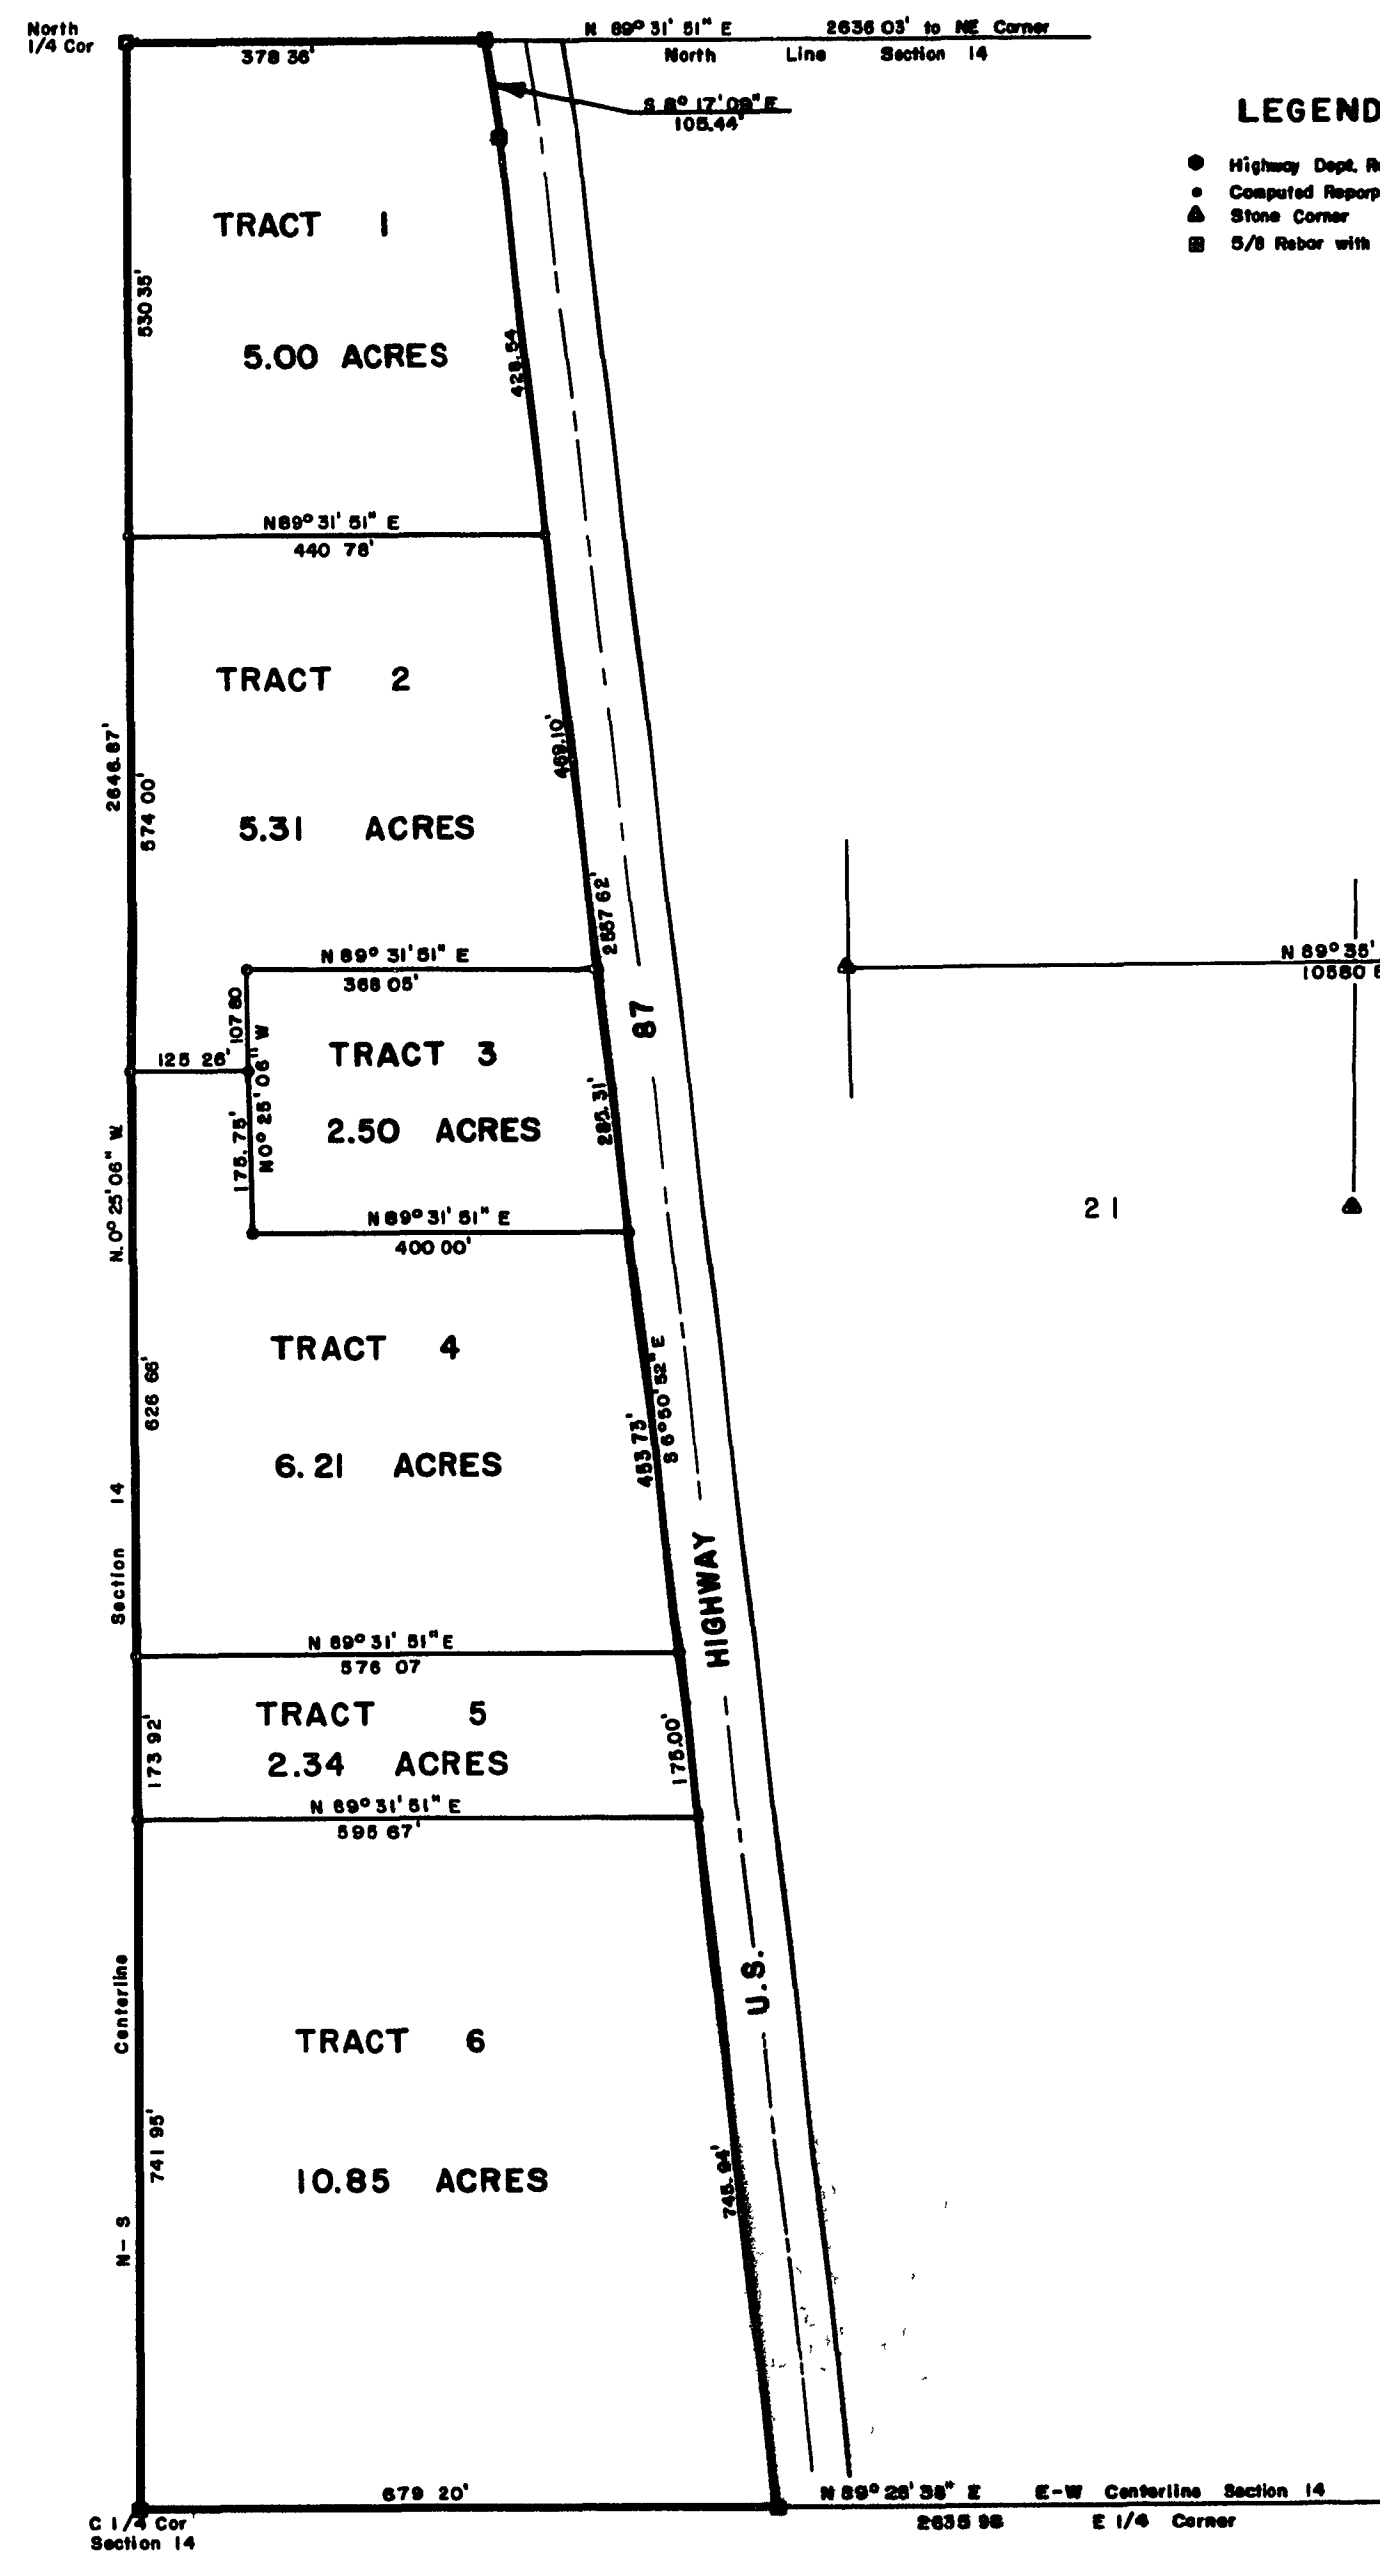 North
1/4 Cor
N 89° 31' 51" E 2636 03' to NE Corner
378 36'
North Line Section 14
S 8° 17' 09" E
105.44'
LEGEND
Highway Dept. R
Computed Reporp
Stone Corner
5/8 Rebar with
TRACT 1
530 35'
5.00 ACRES
428.54
N 89° 31' 51" E
440 78'
TRACT 2
469.10'
2646.87'
574 00'
5.31 ACRES
2557 62'
N 89° 31' 51" E
368 05'
N 89° 35'
10580
107 80
87
125 26'
TRACT 3
N 0° 25' 06" W
175.75'
2.50 ACRES
285.31'
N. 0° 25' 06" W.
21
N 89° 31' 51" E
400 00'
TRACT 4
626 66'
S 6° 50' 52" E
453 73'
6.21 ACRES
Section 14
HIGHWAY
N 89° 31' 51" E
576 07
TRACT 5
173 92'
175.00'
2.34 ACRES
N 89° 31' 51" E
595 67'
Centerline
U.S.
TRACT 6
741 95'
745.94'
10.85 ACRES
N-S
679 20'
N 89° 28' 38" E E-W Centerline Section 14
2635 98 E 1/4 Corner
C 1/4 Cor
Section 14